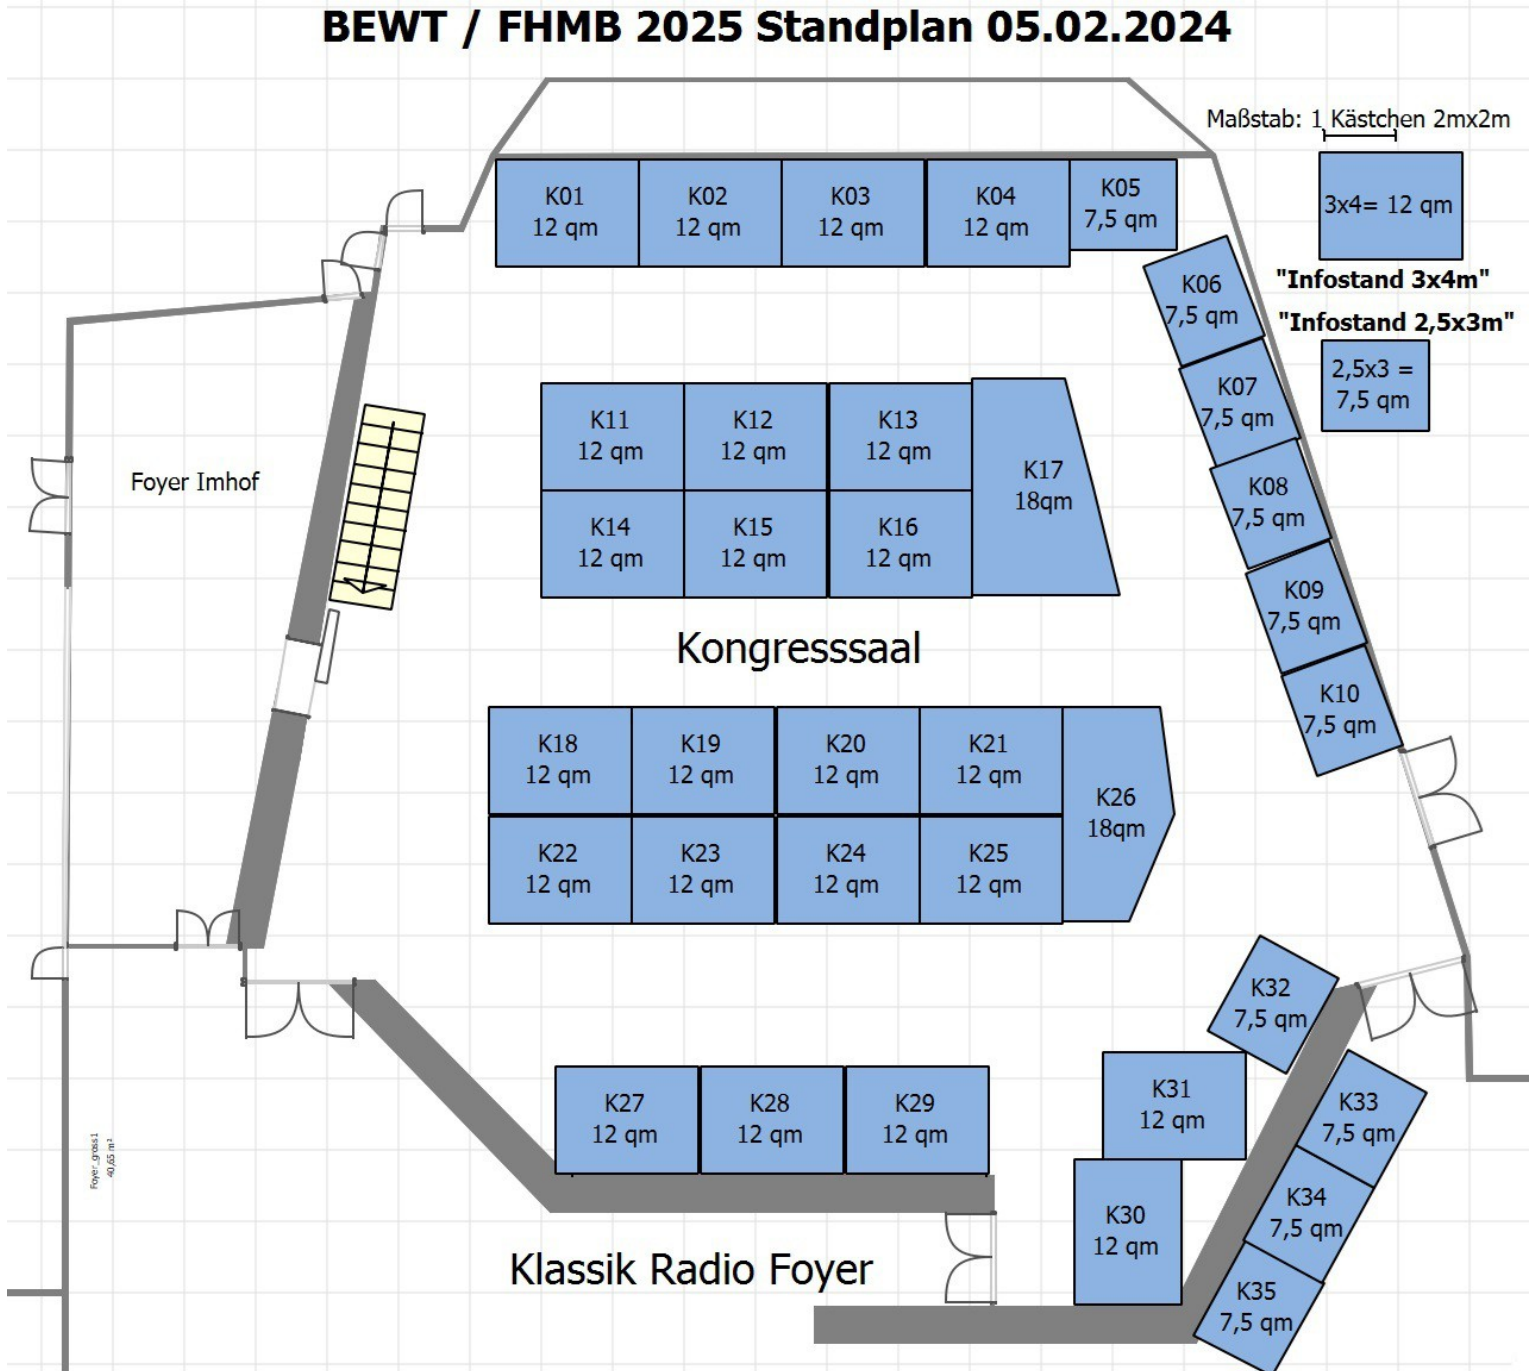 BEWT / FHMB 2025 Standplan 05.02.2024
Maßstab: 1 Kästchen 2mx2m
3x4= 12 qm
"Infostand 3x4m"
"Infostand 2,5x3m"
2,5x3 =
7,5 qm
K01
12 qm
K02
12 qm
K03
12 qm
K04
12 qm
K05
7,5 qm
K06
7,5 qm
K07
7,5 qm
K08
7,5 qm
K09
7,5 qm
K10
7,5 qm
Foyer Imhof
K11
12 qm
K12
12 qm
K13
12 qm
K14
12 qm
K15
12 qm
K16
12 qm
K17
18qm
Kongresssaal
K18
12 qm
K19
12 qm
K20
12 qm
K21
12 qm
K22
12 qm
K23
12 qm
K24
12 qm
K25
12 qm
K26
18qm
K27
12 qm
K28
12 qm
K29
12 qm
K30
12 qm
K31
12 qm
K32
7,5 qm
K33
7,5 qm
K34
7,5 qm
K35
7,5 qm
Foyer_gross1
40,65 m²
Klassik Radio Foyer